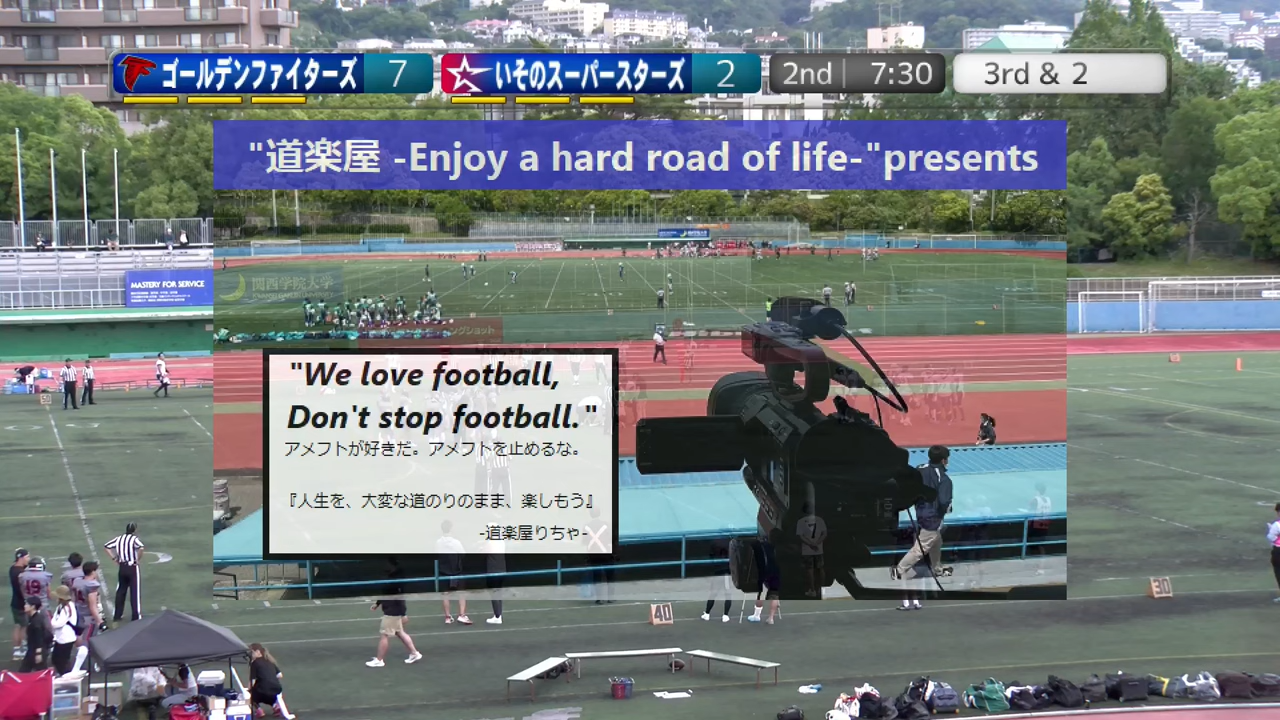 ゴールデンファイターズ 7 いそのスーパースターズ 2 2nd 7:30 3rd & 2
"道楽屋 -Enjoy a hard road of life-"presents
MASTERY FOR SERVICE
関西学院大学
"We love football,
Don't stop football."
アメフトが好きだ。アメフトを止めるな。
『人生を、大変な道のりのまま、楽しもう』
-道楽屋りちゃ-
7
40
30